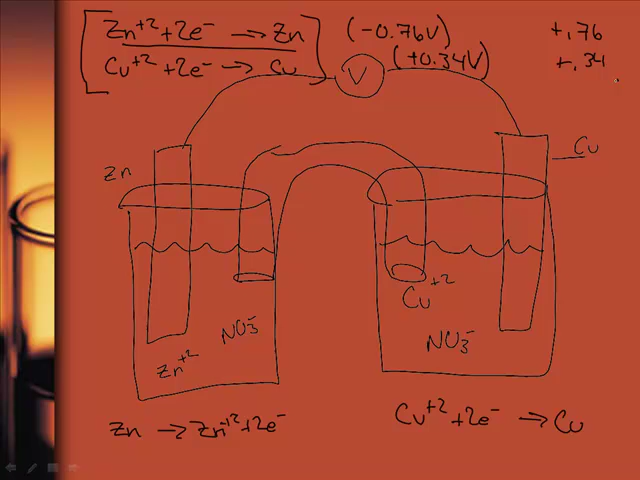 Zn+2 + 2e- → Zn (-0.76V) +.76
Cu+2 + 2e- → Cu (+0.34V) +.34
V
Zn
Cu
Cu+2
NO3-
NO3-
Zn+2
Zn → Zn+2 + 2e-
Cu+2 + 2e- → Cu